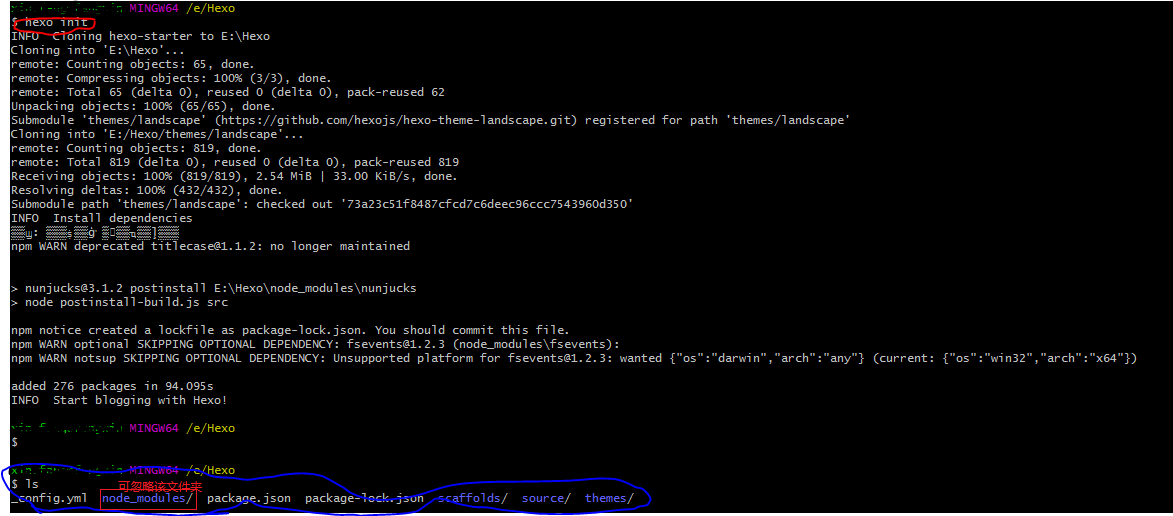 MINGW64 /e/Hexo
$ hexo init
INFO  Cloning hexo-starter to E:\Hexo
Cloning into 'E:\Hexo'...
remote: Counting objects: 65, done.
remote: Compressing objects: 100% (3/3), done.
remote: Total 65 (delta 0), reused 0 (delta 0), pack-reused 62
Unpacking objects: 100% (65/65), done.
Submodule 'themes/landscape' (https://github.com/hexojs/hexo-theme-landscape.git) registered for path 'themes/landscape'
Cloning into 'E:/Hexo/themes/landscape'...
remote: Counting objects: 819, done.
remote: Total 819 (delta 0), reused 0 (delta 0), pack-reused 819
Receiving objects: 100% (819/819), 2.54 MiB | 33.00 KiB/s, done.
Resolving deltas: 100% (432/432), done.
Submodule path 'themes/landscape': checked out '73a23c51f8487cfcd7c6deec96ccc7543960d350'
INFO  Install dependencies
npm WARN deprecated titlecase@1.1.2: no longer maintained
> nunjucks@3.1.2 postinstall E:\Hexo\node_modules\nunjucks
> node postinstall-build.js src
npm notice created a lockfile as package-lock.json. You should commit this file.
npm WARN optional SKIPPING OPTIONAL DEPENDENCY: fsevents@1.2.3 (node_modules\fsevents):
npm WARN notsup SKIPPING OPTIONAL DEPENDENCY: Unsupported platform for fsevents@1.2.3: wanted {"os":"darwin","arch":"any"} (current: {"os":"win32","arch":"x64"})
added 276 packages in 94.095s
INFO  Start blogging with Hexo!
MINGW64 /e/Hexo
$
MINGW64 /e/Hexo
$ ls
可忽略该文件夹
_config.yml  node_modules/  package.json  package-lock.json  scaffolds/  source/  themes/